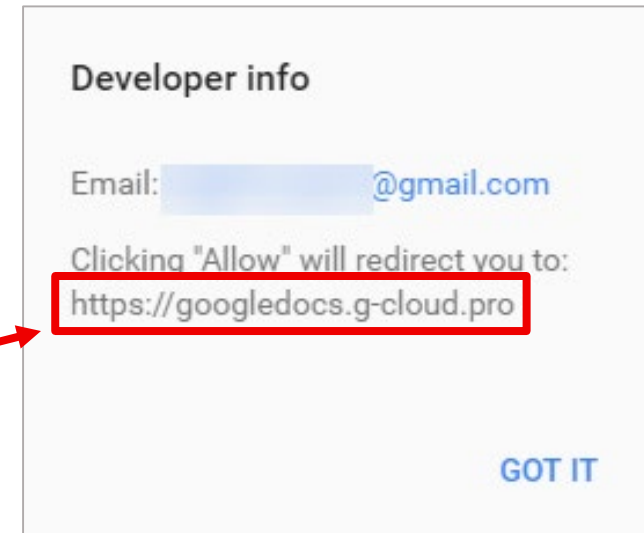 Developer info
Email: @gmail.com
Clicking "Allow" will redirect you to:
https://googledocs.g-cloud.pro
GOT IT